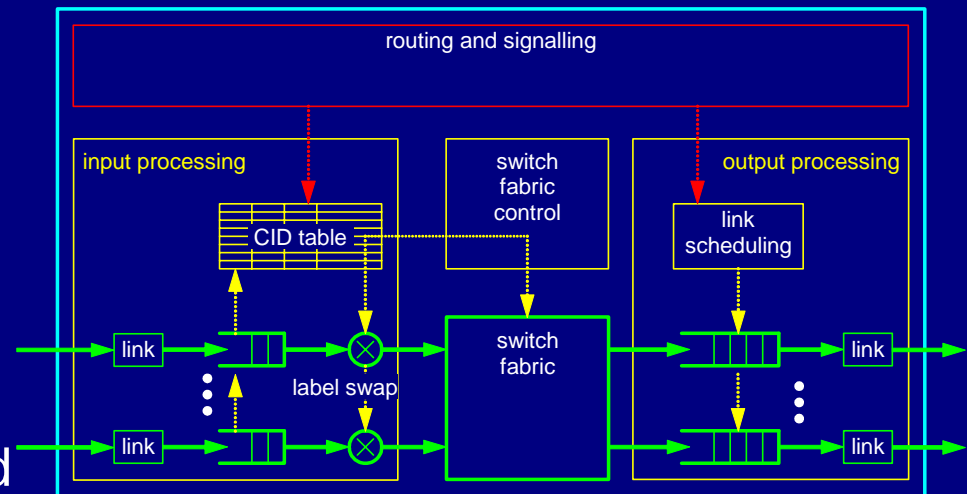 routing and signalling
input processing
switch
fabric
control
output processing
CID table
link
scheduling
link
switch
fabric
link
label swap
link
link
d